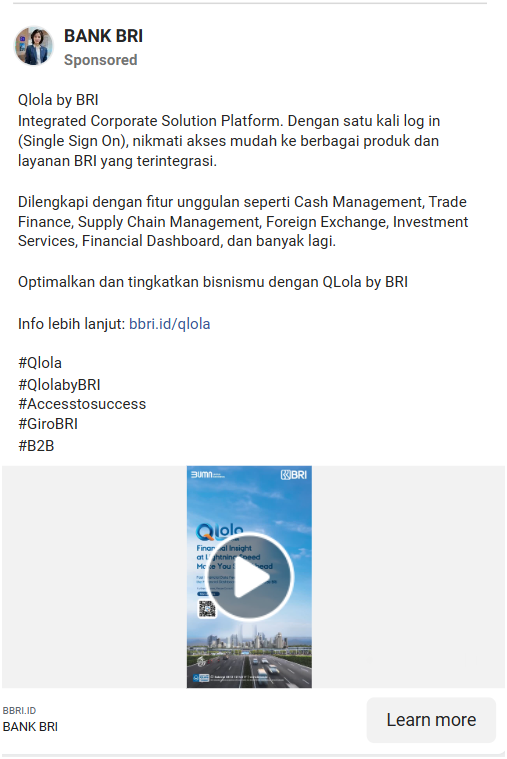 BANK BRI
Sponsored
Qlola by BRI
Integrated Corporate Solution Platform. Dengan satu kali log in
(Single Sign On), nikmati akses mudah ke berbagai produk dan
layanan BRI yang terintegrasi.
Dilengkapi dengan fitur unggulan seperti Cash Management, Trade
Finance, Supply Chain Management, Foreign Exchange, Investment
Services, Financial Dashboard, dan banyak lagi.
Optimalkan dan tingkatkan bisnismu dengan QLola by BRI
Info lebih lanjut: bbri.id/qlola
#Qlola
#QlolabyBRI
#Accesstosuccess
#GiroBRI
#B2B
BUMN
BRI
Qlola
Financial Insight
at Lightning Speed
Make You Ahead
BBRI.ID
BANK BRI
Learn more